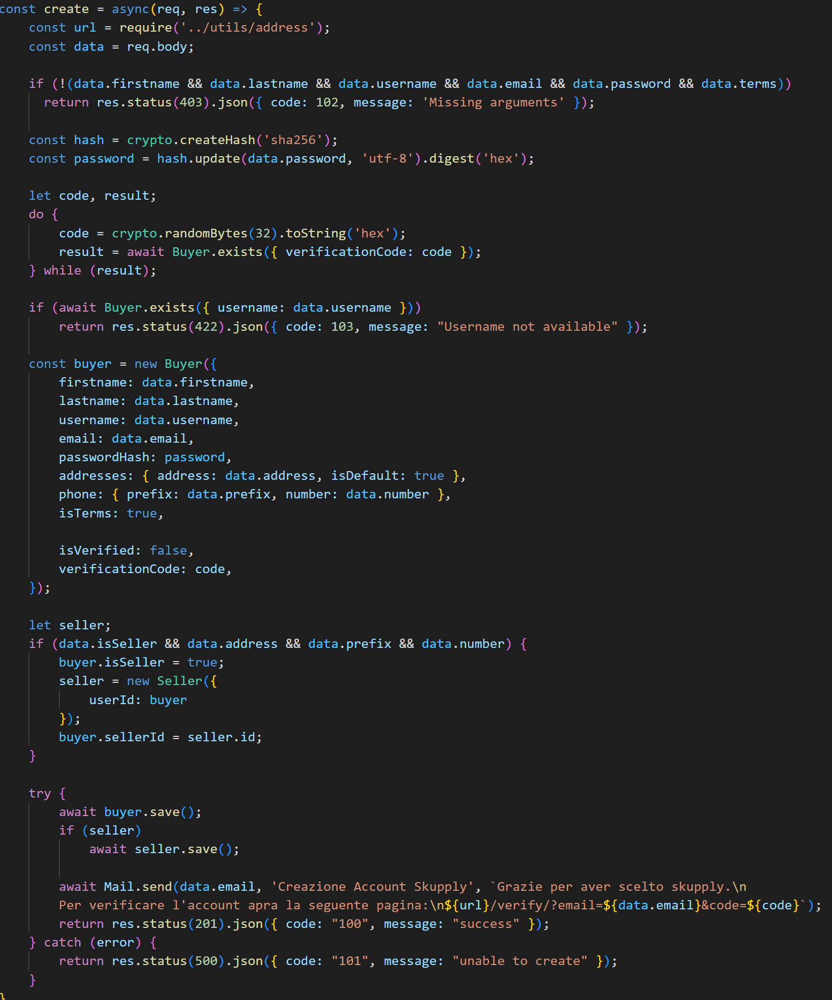 const create = async(req, res) => {
    const url = require('../utils/address');
    const data = req.body;

    if (!(data.firstname && data.lastname && data.username && data.email && data.password && data.terms))
      return res.status(403).json({ code: 102, message: 'Missing arguments' });

    const hash = crypto.createHash('sha256');
    const password = hash.update(data.password, 'utf-8').digest('hex');

    let code, result;
    do {
        code = crypto.randomBytes(32).toString('hex');
        result = await Buyer.exists({ verificationCode: code });
    } while (result);

    if (await Buyer.exists({ username: data.username }))
        return res.status(422).json({ code: 103, message: "Username not available" });

    const buyer = new Buyer({
        firstname: data.firstname,
        lastname: data.lastname,
        username: data.username,
        email: data.email,
        passwordHash: password,
        addresses: { address: data.address, isDefault: true },
        phone: { prefix: data.prefix, number: data.number },
        isTerms: true,

        isVerified: false,
        verificationCode: code,
    });

    let seller;
    if (data.isSeller && data.address && data.prefix && data.number) {
        buyer.isSeller = true;
        seller = new Seller({
            userId: buyer
        });
        buyer.sellerId = seller.id;
    }

    try {
        await buyer.save();
        if (seller)
            await seller.save();

        await Mail.send(data.email, 'Creazione Account Skupply', `Grazie per aver scelto skupply.\n
        Per verificare l'account apra la seguente pagina:\n${url}/verify/?email=${data.email}&code=${code}`);
        return res.status(201).json({ code: "100", message: "success" });
    } catch (error) {
        return res.status(500).json({ code: "101", message: "unable to create" });
    }
}